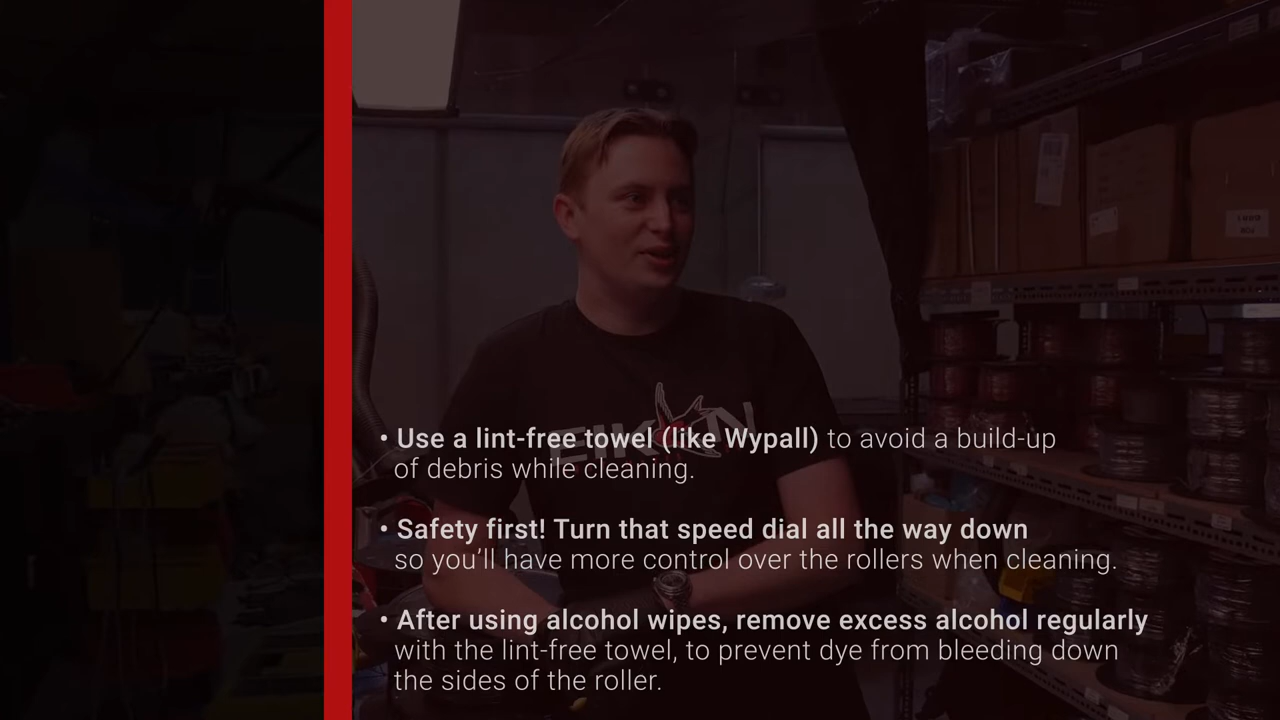 EIKON
• Use a lint-free towel (like Wypall) to avoid a build-up
of debris while cleaning.
• Safety first! Turn that speed dial all the way down
so you’ll have more control over the rollers when cleaning.
• After using alcohol wipes, remove excess alcohol regularly
with the lint-free towel, to prevent dye from bleeding down
the sides of the roller.